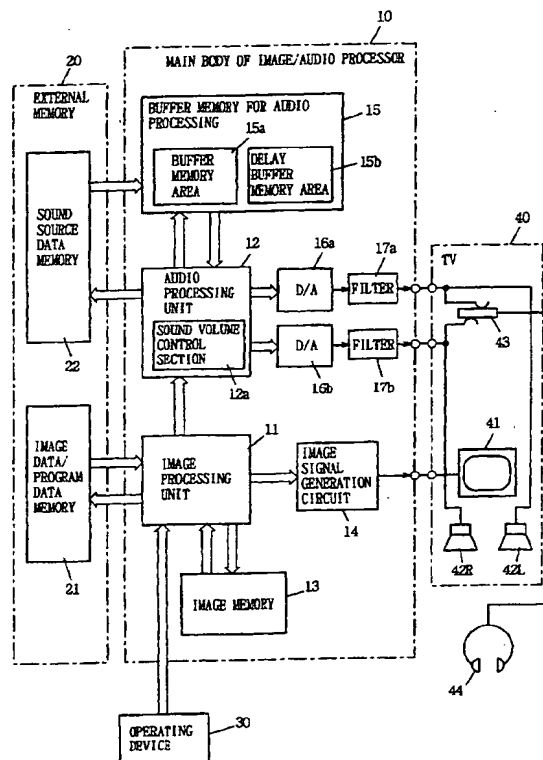 10
20
MAIN BODY OF IMAGE/AUDIO PROCESSOR
EXTERNAL
MEMORY
BUFFER MEMORY FOR AUDIO
PROCESSING
15
15a
15b
BUFFER
MEMORY
AREA
DELAY
BUFFER
MEMORY AREA
SOUND
SOURCE
DATA
MEMORY
22
12
AUDIO
PROCESSING
UNIT
SOUND VOLUME
CONTROL
SECTION
12a
16a
D/A
17a
FILTER
16b
D/A
17b
FILTER
40
TV
43
IMAGE
DATA/
PROGRAM
DATA
MEMORY
21
11
IMAGE
PROCESSING
UNIT
IMAGE
SIGNAL
GENERATION
CIRCUIT
14
41
42R
42L
IMAGE MEMORY
13
44
OPERATING
DEVICE
30